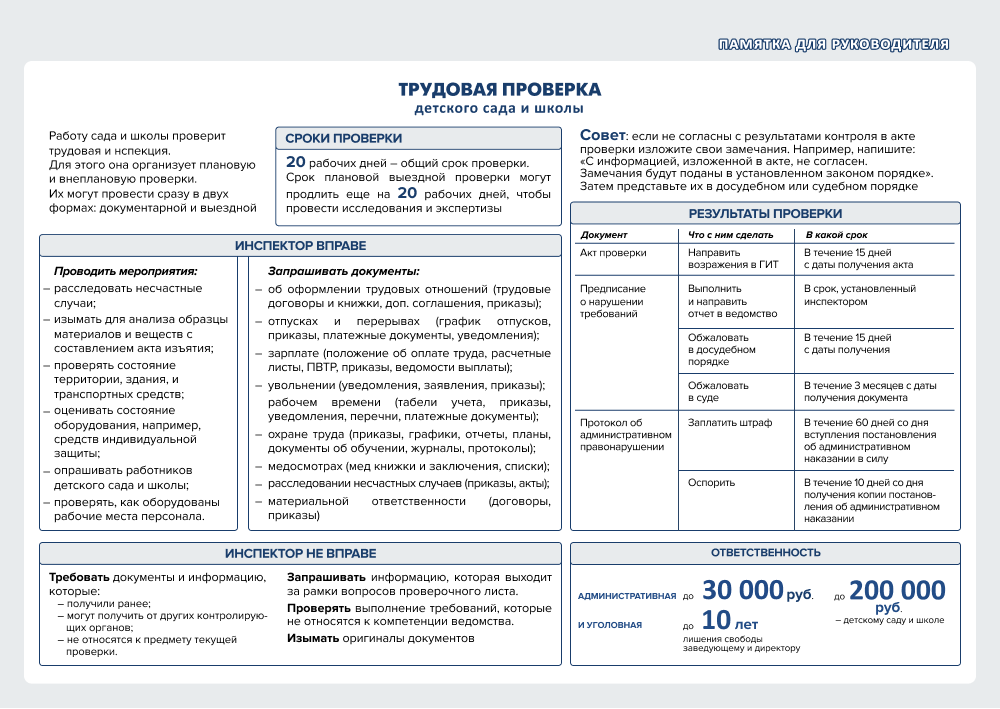 ПАМЯТКА ДЛЯ РУКОВОДИТЕЛЯ
ТРУДОВАЯ ПРОВЕРКА
детского сада и школы
Работу сада и школы проверит
трудовая и нспекция.
Для этого она организует плановую
и внеплановую проверки.
Их могут провести сразу в двух
формах: документарной и выездной
СРОКИ ПРОВЕРКИ
20 рабочих дней – общий срок проверки.
Срок плановой выездной проверки могут
продлить еще на 20 рабочих дней, чтобы
провести исследования и экспертизы
Совет: если не согласны с результатами контроля в акте
проверки изложите свои замечания. Например, напишите:
«С информацией, изложенной в акте, не согласен.
Замечания будут поданы в установленном законом порядке».
Затем представьте их в досудебном или судебном порядке
ИНСПЕКТОР ВПРАВЕ
Проводить мероприятия:
– расследовать несчастные
случаи;
– изымать для анализа образцы
материалов и веществ с
составлением акта изъятия;
– проверять состояние
территории, здания, и
транспортных средств;
– оценивать состояние
оборудования, например,
средств индивидуальной
защиты;
– опрашивать работников
детского сада и школы;
– проверять, как оборудованы
рабочие места персонала.
Запрашивать документы:
– об оформлении трудовых отношений (трудовые
договоры и книжки, доп. соглашения, приказы);
– отпусках и перерывах (график отпусков,
приказы, платежные документы, уведомления);
– зарплате (положение об оплате труда, расчетные
листы, ПВТР, приказы, ведомости выплаты);
– увольнении (уведомления, заявления, приказы);
– рабочем времени (табели учета, приказы,
уведомления, перечни, платежные документы);
– охране труда (приказы, графики, отчеты, планы,
документы об обучении, журналы, протоколы);
– медосмотрах (мед книжки и заключения, списки);
– расследовании несчастных случаев (приказы, акты);
– материальной ответственности (договоры,
приказы)
РЕЗУЛЬТАТЫ ПРОВЕРКИ
Документ Что с ним сделать В какой срок
Акт проверки
Направить
возражения в ГИТ
В течение 15 дней
с даты получения акта
Предписание
о нарушении
требований
Выполнить
и направить
отчет в ведомство
В срок, установленный
инспектором
Обжаловать
в досудебном
порядке
В течение 15 дней
с даты получения
Обжаловать
в суде
В течение 3 месяцев с даты
получения документа
Протокол об
административном
правонарушении
Заплатить штраф
В течение 60 дней со дня
вступления постановления
об административном
наказании в силу
Оспорить
В течение 10 дней со дня
получения копии постанов-
ления об административном
наказании
ИНСПЕКТОР НЕ ВПРАВЕ
Требовать документы и информацию,
которые:
– получили ранее;
– могут получить от других контролирую-
щих органов;
– не относятся к предмету текущей
проверки.
Запрашивать информацию, которая выходит
за рамки вопросов проверочного листа.
Проверять выполнение требований, которые
не относятся к компетенции ведомства.
Изымать оригиналы документов
ОТВЕТСТВЕННОСТЬ
АДМИНИСТРАТИВНАЯ до 30 000 руб.
И УГОЛОВНАЯ до 10 лет
лишения свободы
заведующему и директору
до 200 000
руб.
– детскому саду и школе